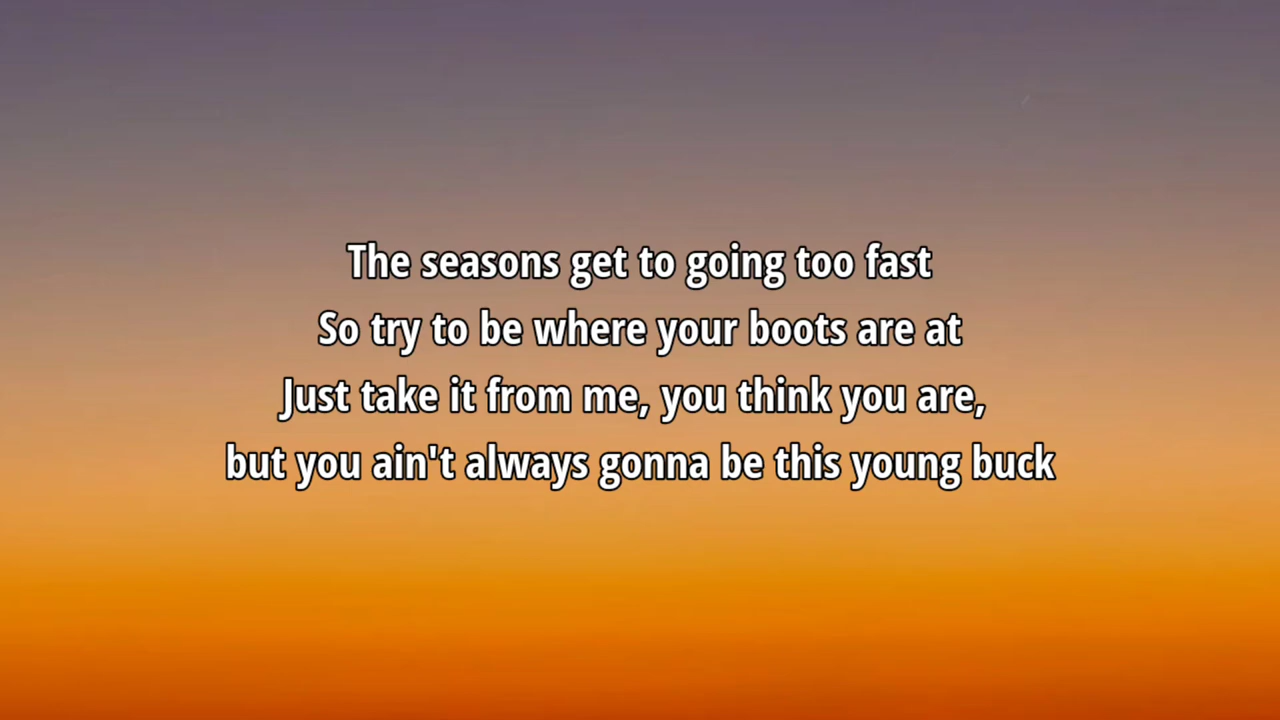 The seasons get to going too fast
So try to be where your boots are at
Just take it from me, you think you are,
but you ain't always gonna be this young buck